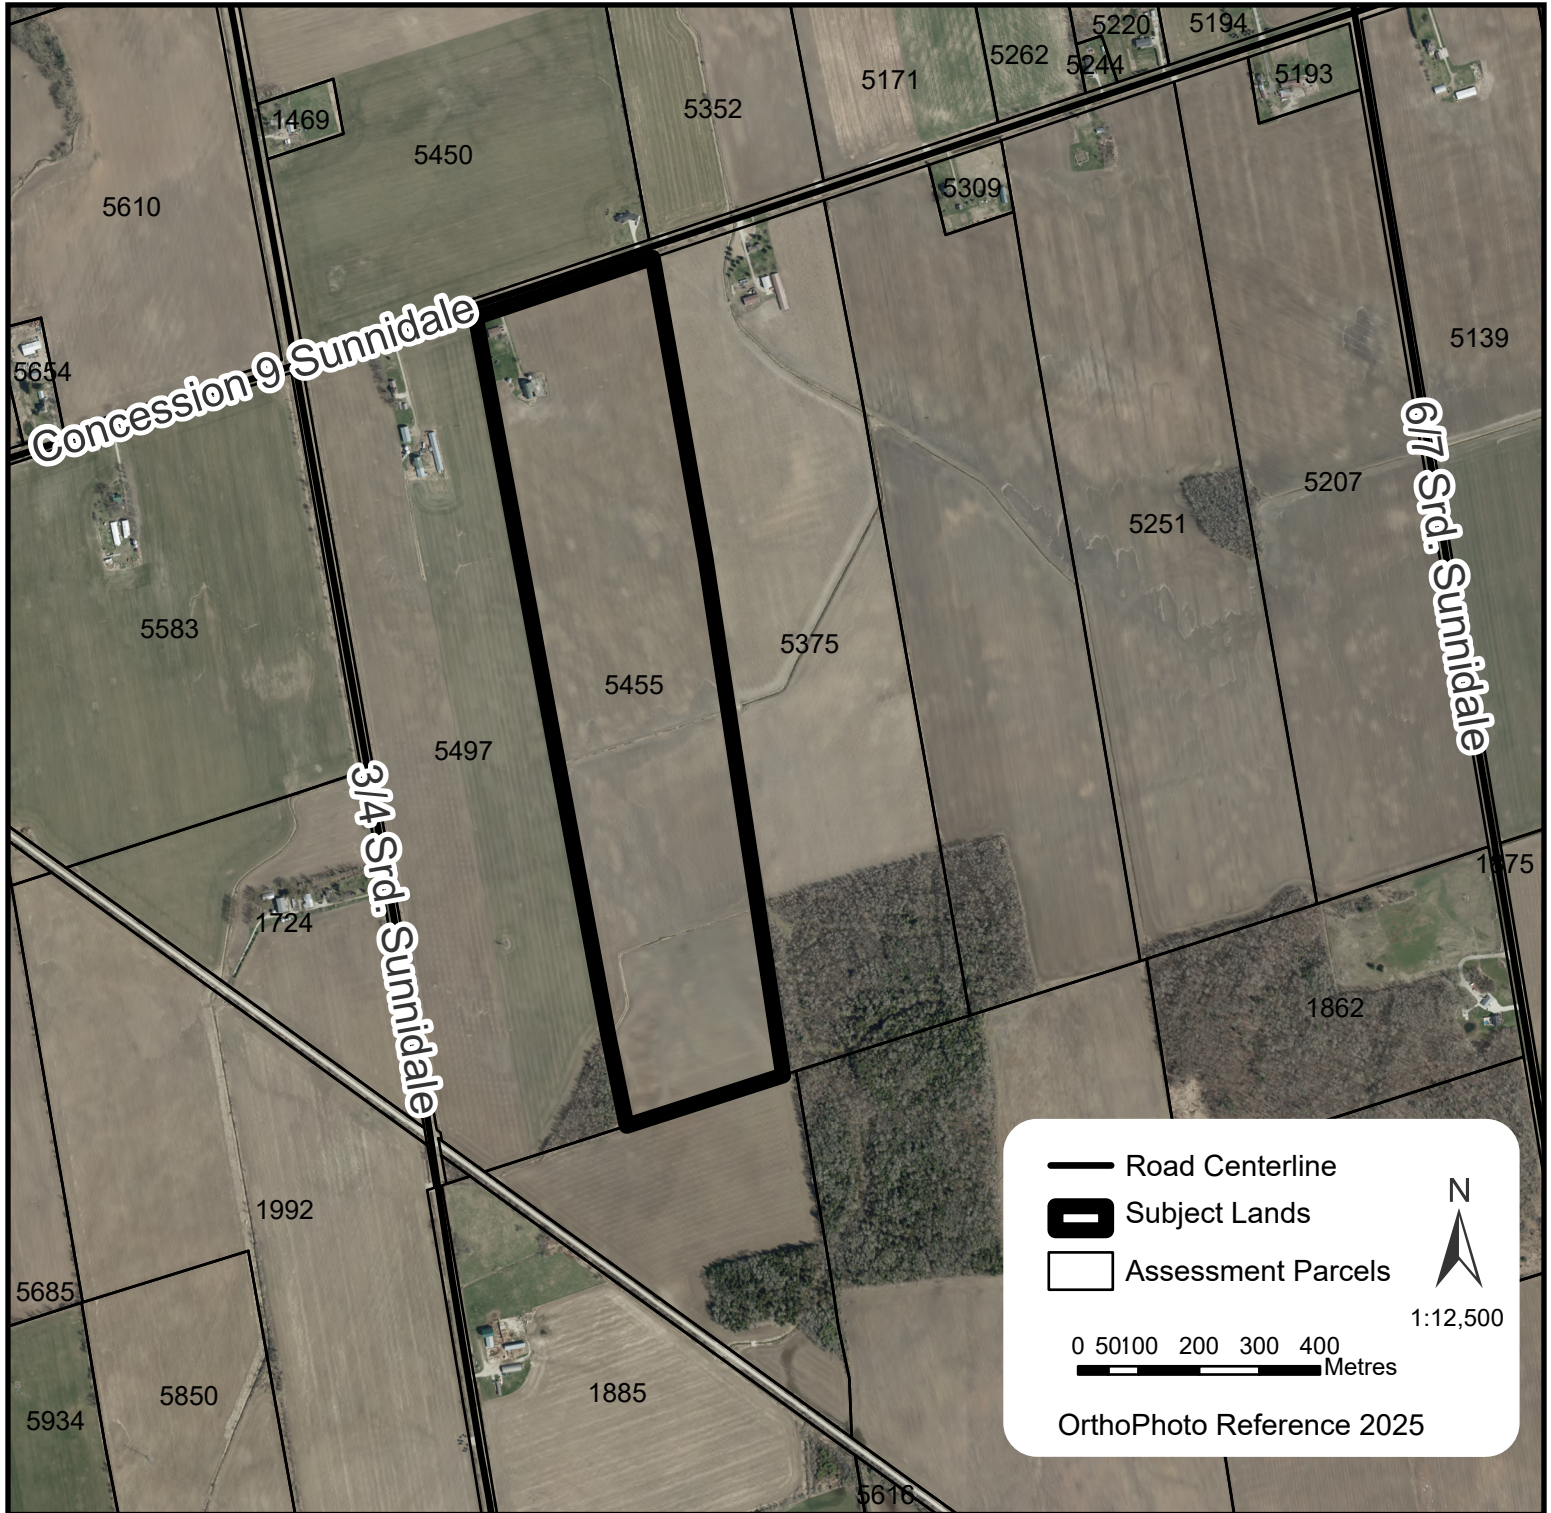 5220
5194
5262
5244
5171
5193
5352
1469
5450
5309
5610
Concession 9 Sunnidale
5139
5654
6/7 Srd. Sunnidale
5207
5251
5583
5375
5455
5497
3/4 Srd. Sunnidale
1724
1862
Road Centerline
Subject Lands
Assessment Parcels
N
1:12,500
0 50100 200 300 400
Metres
OrthoPhoto Reference 2025
1992
5685
5850
5934
1885
5616